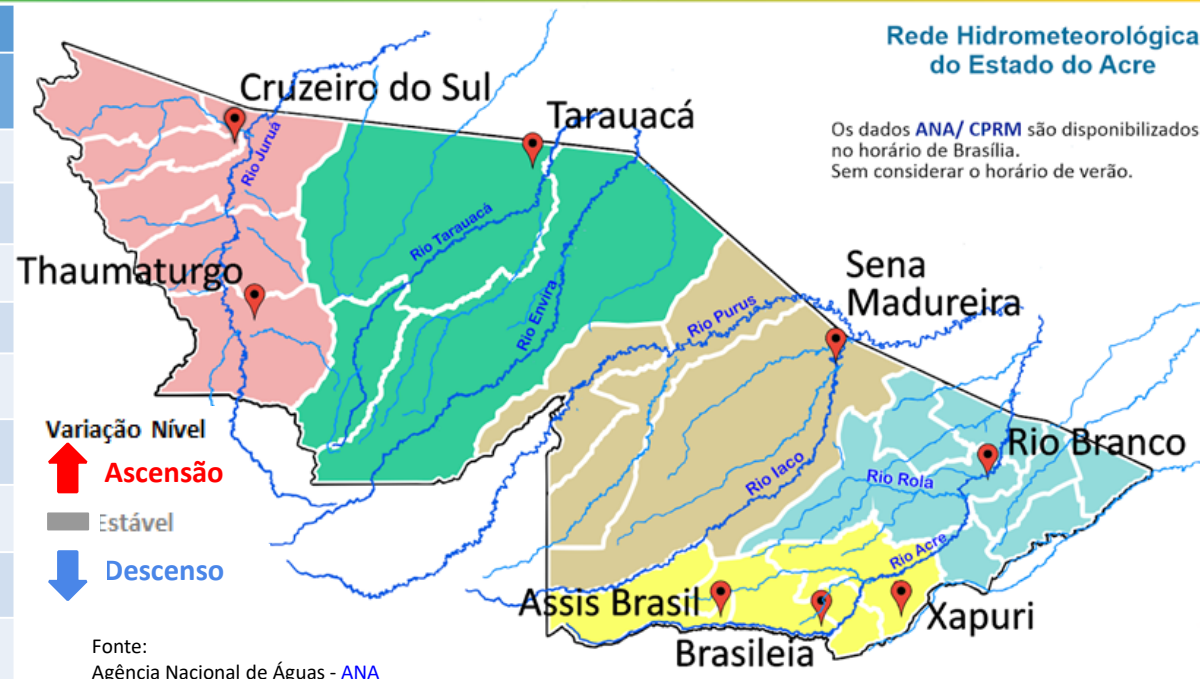 Rede Hidrometeorológica
do Estado do Acre
Os dados ANA/ CPRM são disponibilizados
no horário de Brasília.
Sem considerar o horário de verão.
Cruzeiro do Sul
Tarauacá
Rio Juruá
Rio Tarauacá
Thaumaturgo
Sena
Madureira
Rio Envira
Rio Purus
Variação Nível
Ascensão
Estável
Descenso
Rio Branco
Rio Iaco
Rio Rola
Rio Acre
Assis Brasil
Xapuri
Brasileia
Fonte:
Agência Nacional de Águas - ANA